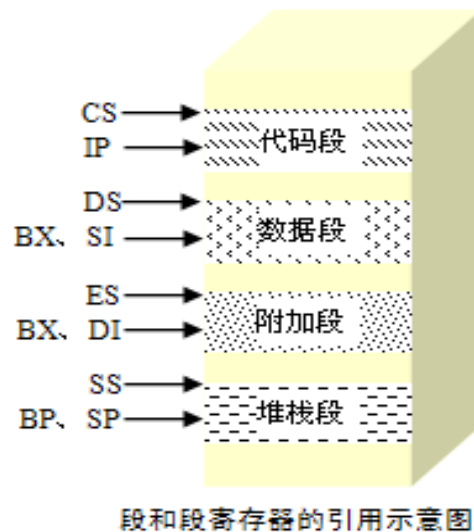 CS
IP
代码段
DS
BX、SI
数据段
ES
BX、DI
附加段
SS
BP、SP
堆栈段
段和段寄存器的引用示意图